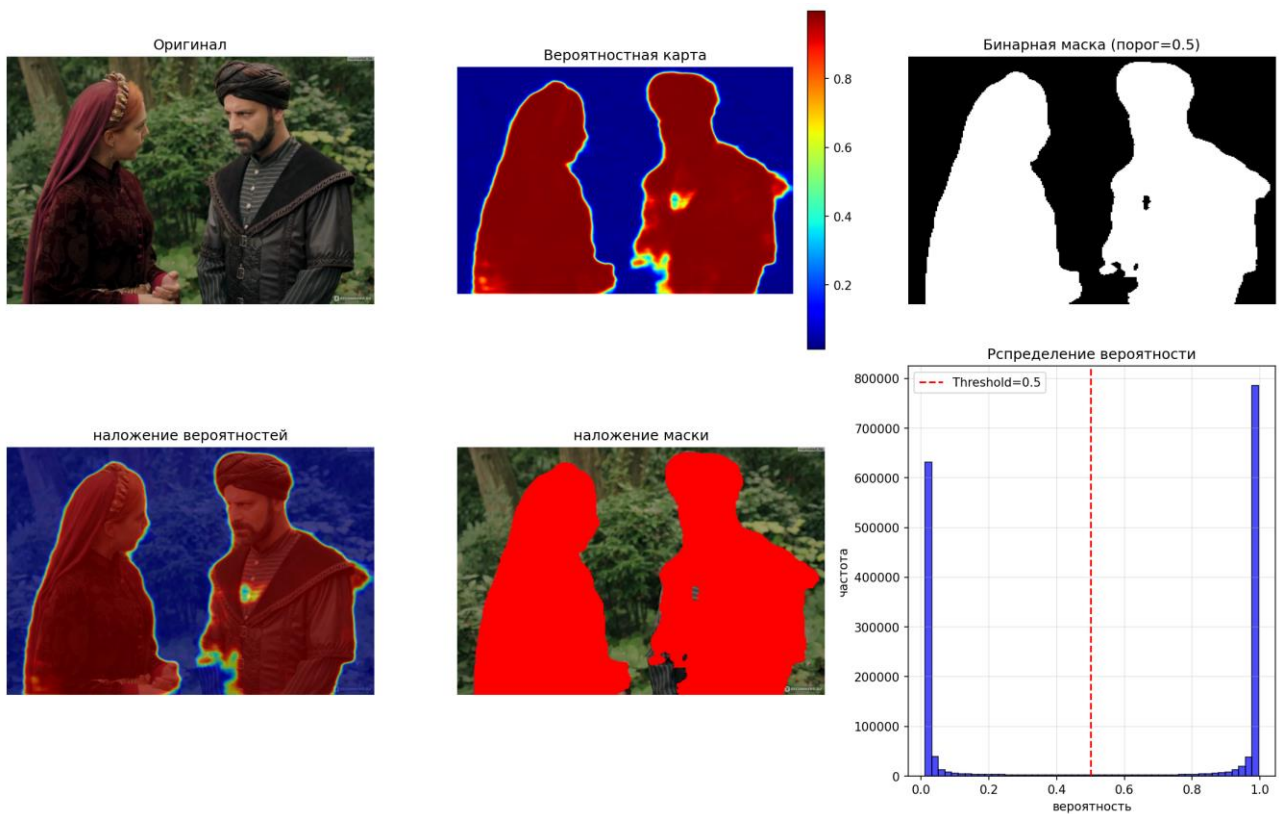 Оригинал
Вероятностная карта
0.8
0.6
0.4
0.2
Бинарная маска (порог=0.5)
наложение вероятностей
наложение маски
Рспределение вероятности
Threshold=0.5
800000
700000
600000
500000
400000
300000
200000
100000
0
частота
0.0 0.2 0.4 0.6 0.8 1.0
вероятность